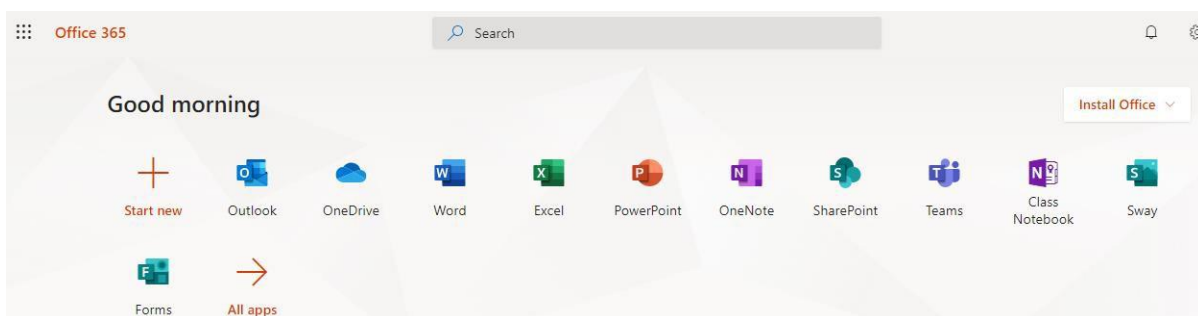 Office 365
Search
Good morning
Install Office
Start new
Outlook
OneDrive
Word
Excel
PowerPoint
OneNote
SharePoint
Teams
Class
Notebook
Sway
Forms
All apps